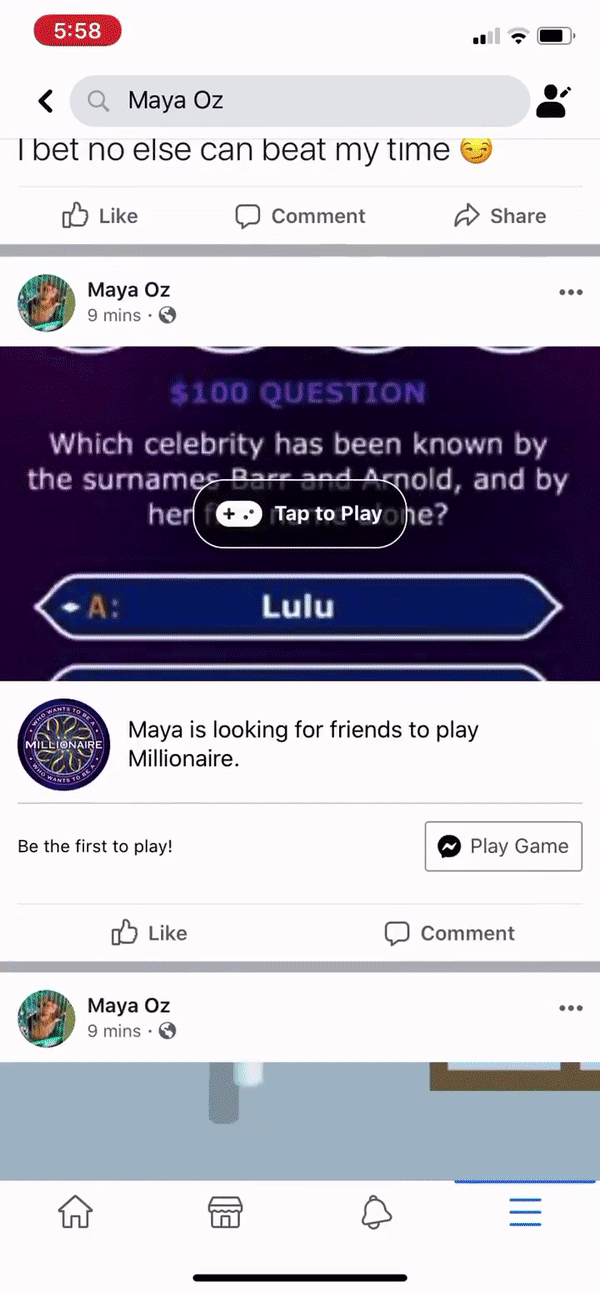 5:58
Maya Oz
I bet no else can beat my time 😏
Like Comment Share
Maya Oz
9 mins ·
$100 QUESTION
Which celebrity has been known by
the surnames Barr and Arnold, and by
her
Tap to Play
A: Lulu
WHO WANTS TO BE A
MILLIONAIRE
WHO WANTS TO BE A
Maya is looking for friends to play
Millionaire.
Be the first to play!
Play Game
Like Comment
Maya Oz
9 mins ·